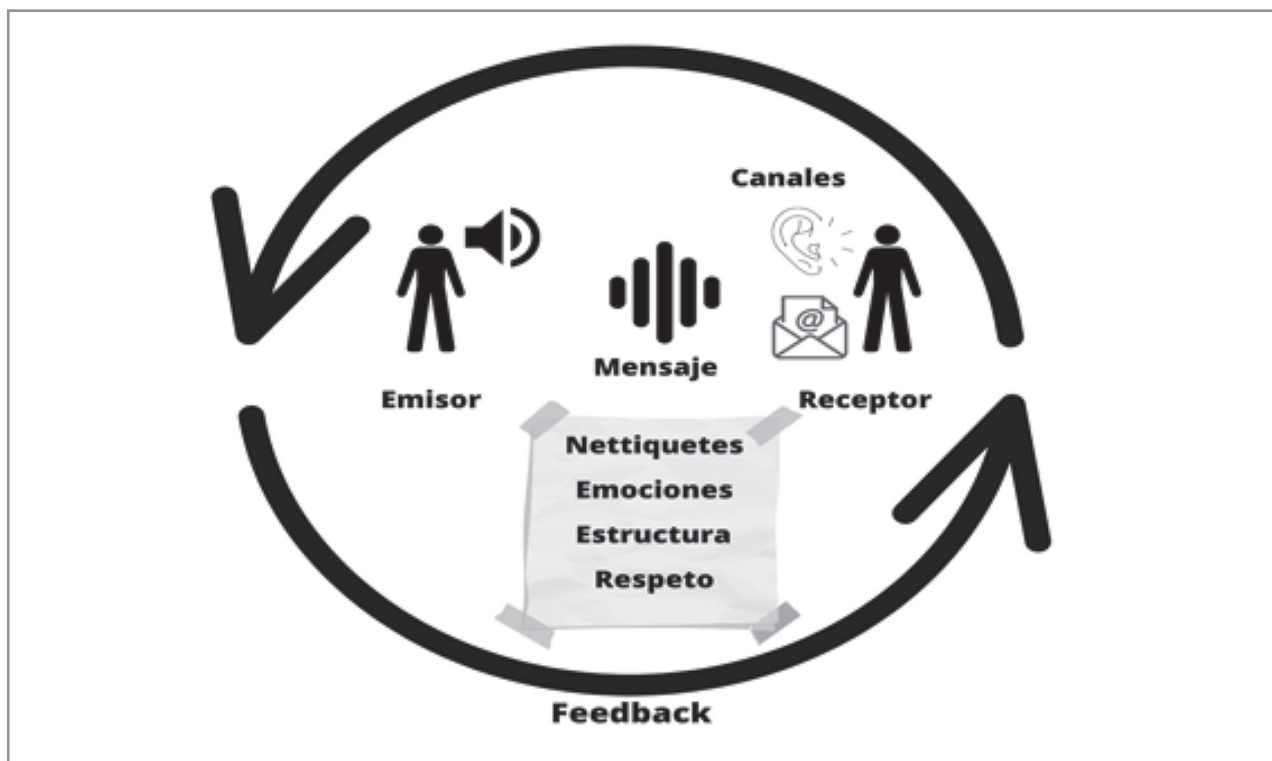 Canales
Mensaje
Emisor
Receptor
Nettiquetes
Emociones
Estructura
Respeto
Feedback
@